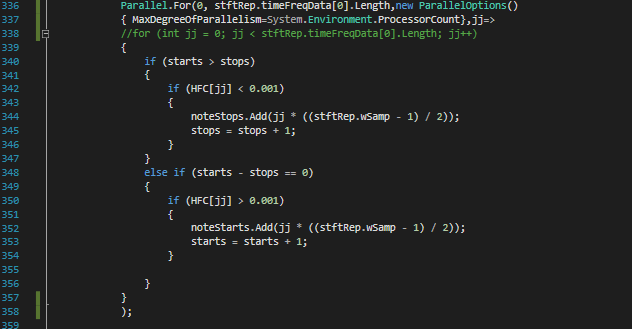 336 Parallel.For(0, stftRep.timeFreqData[0].Length,new ParallelOptions()
337 { MaxDegreeOfParallelism=System.Environment.ProcessorCount},jj=>
338 //for (int jj = 0; jj < stftRep.timeFreqData[0].Length; jj++)
339 {
340 if (starts > stops)
341 {
342 if (HFC[jj] < 0.001)
343 {
344 noteStops.Add(jj * ((stftRep.wSamp - 1) / 2));
345 stops = stops + 1;
346 }
347 }
348 else if (starts - stops == 0)
349 {
350 if (HFC[jj] > 0.001)
351 {
352 noteStarts.Add(jj * ((stftRep.wSamp - 1) / 2));
353 starts = starts + 1;
354 }
355
356 }
357 }
358 );
359